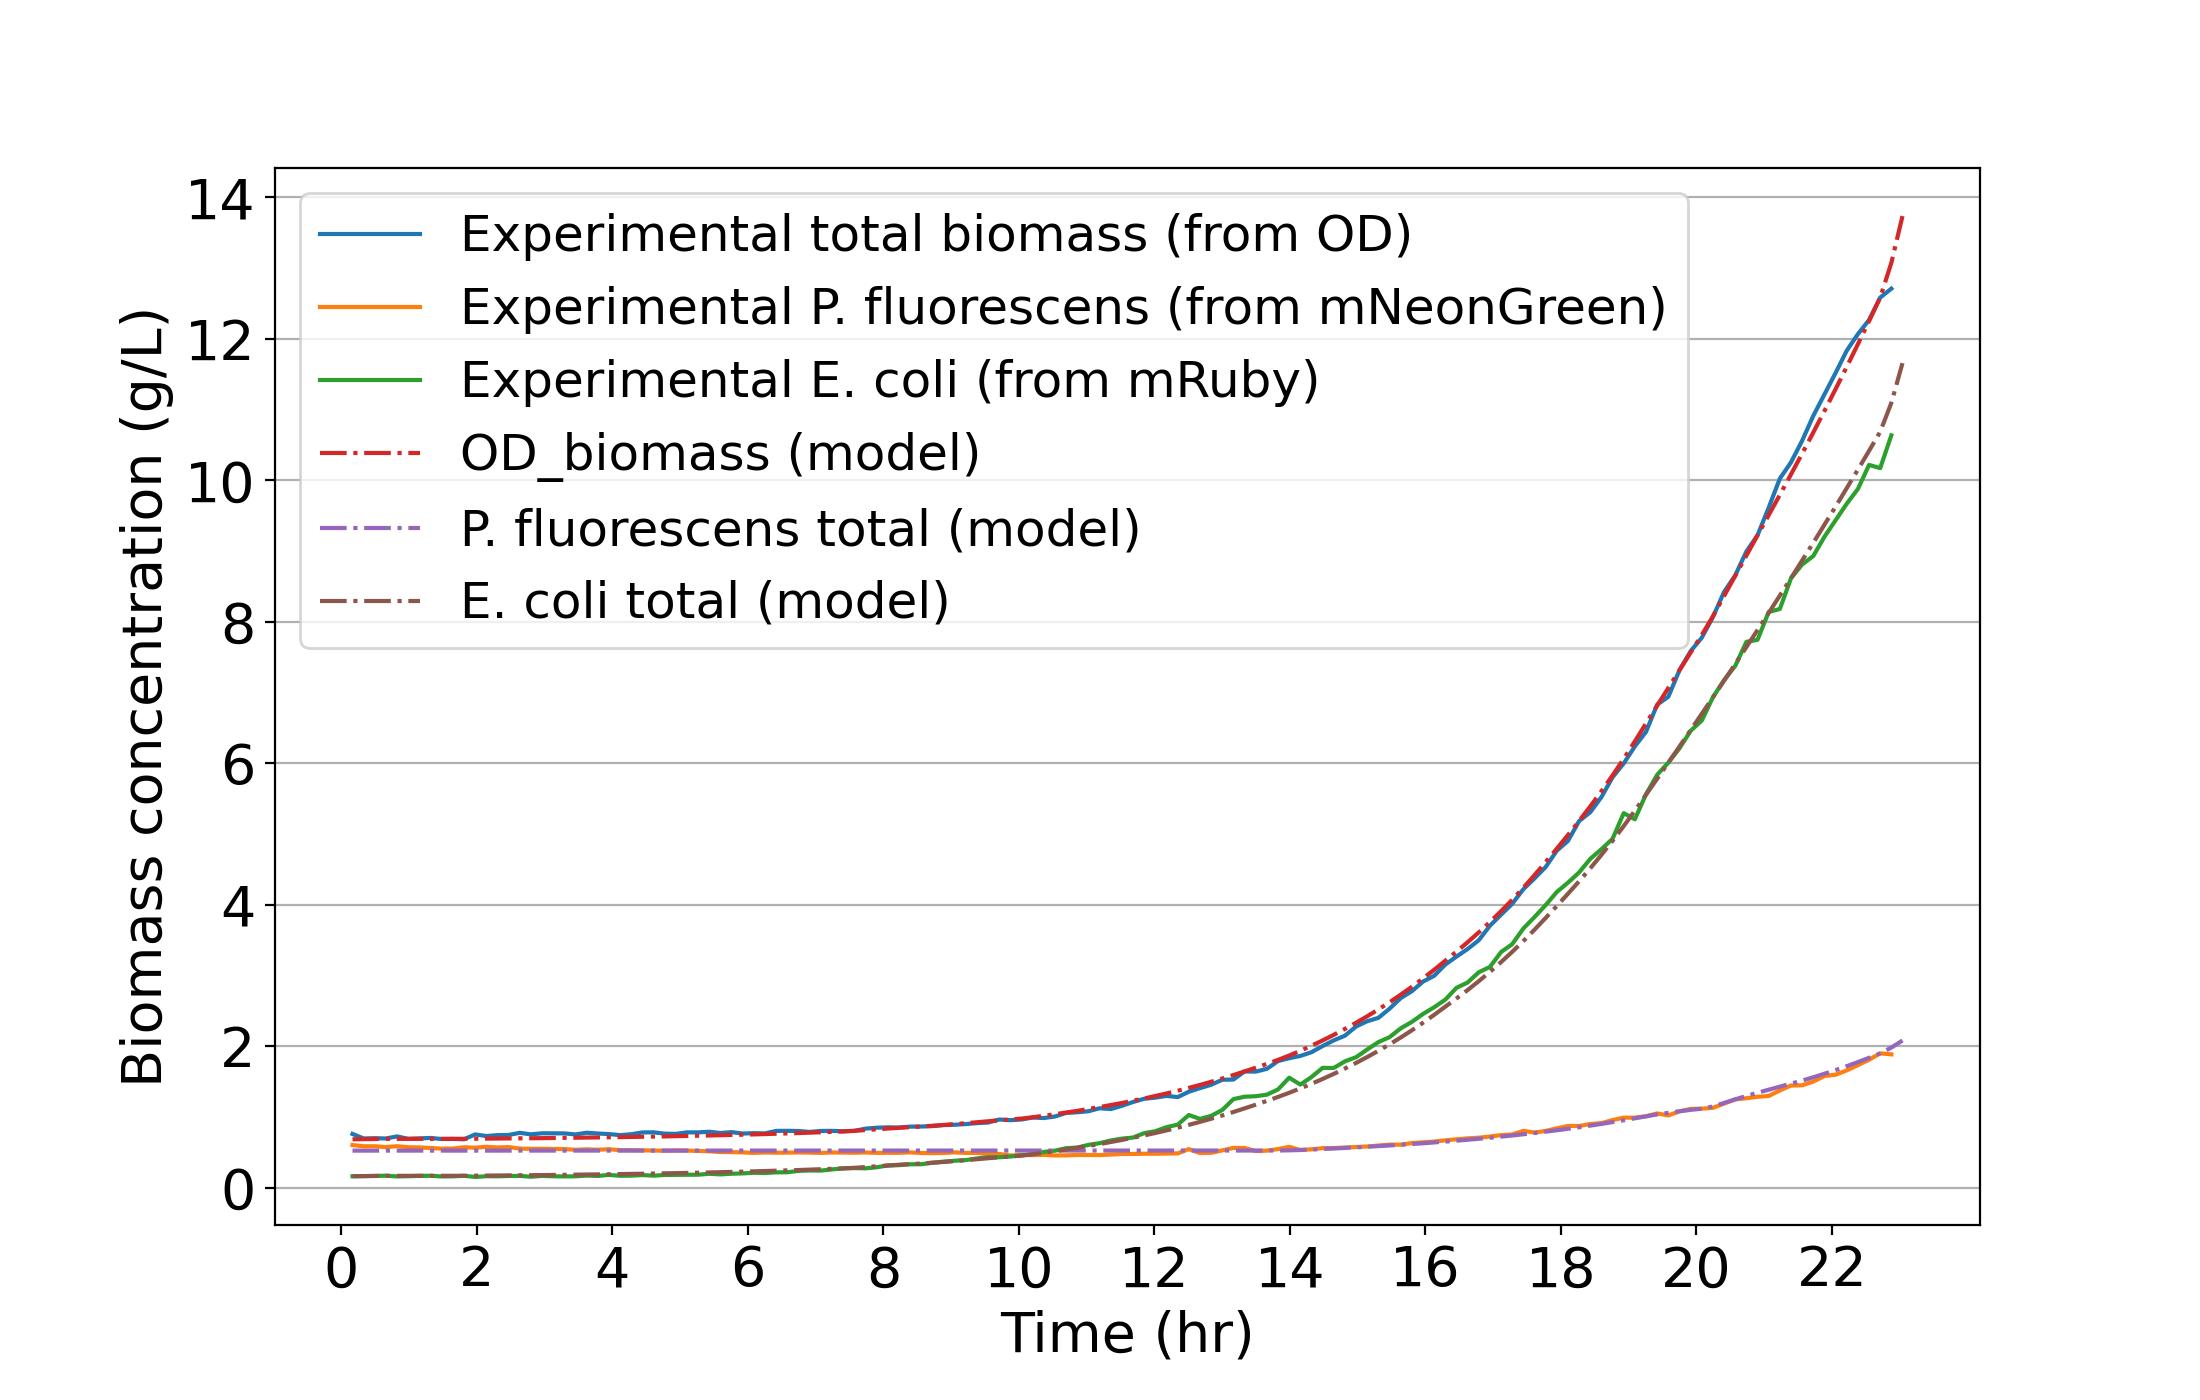 14
12
10
8
6
4
2
0
Biomass concentration (g/L)
Experimental total biomass (from OD)
Experimental P. fluorescens (from mNeonGreen)
Experimental E. coli (from mRuby)
OD_biomass (model)
P. fluorescens total (model)
E. coli total (model)
0 2 4 6 8 10 12 14 16 18 20 22
Time (hr)